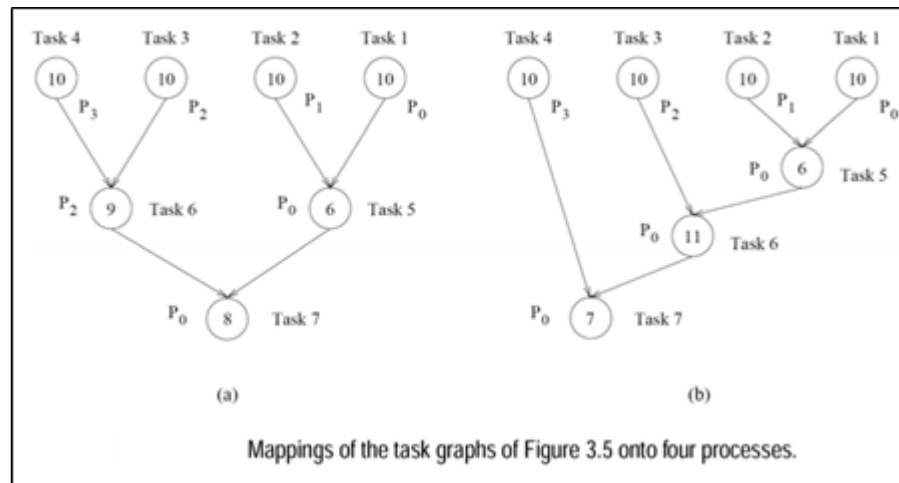 Task 4 Task 3 Task 2 Task 1 Task 4 Task 3 Task 2 Task 1
10 10 10 10 10 10 10 10
P3 P2 P1 P0 P3 P2 P1 P0
P0 6 Task 5
P2 9 Task 6 P0 6 Task 5
P0 11 Task 6
P0 8 Task 7 P0 7 Task 7
(a) (b)
Mappings of the task graphs of Figure 3.5 onto four processes.